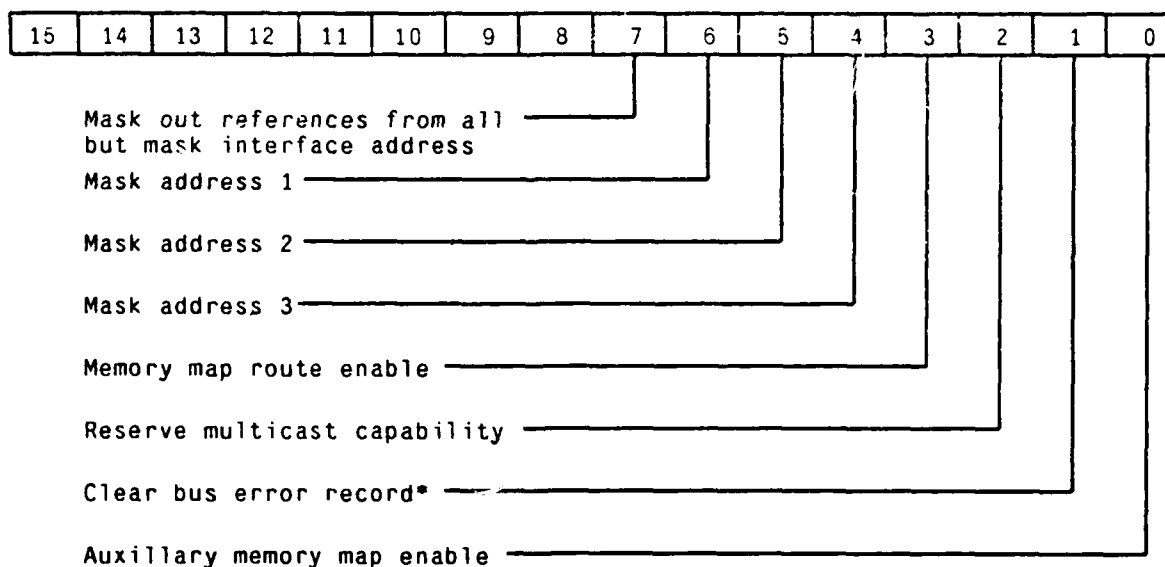 15 14 13 12 11 10 9 8 7 6 5 4 3 2 1 0
Mask out references from all
but mask interface address
Mask address 1
Mask address 2
Mask address 3
Memory map route enable
Reserve multicast capability
Clear bus error record*
Auxillary memory map enable